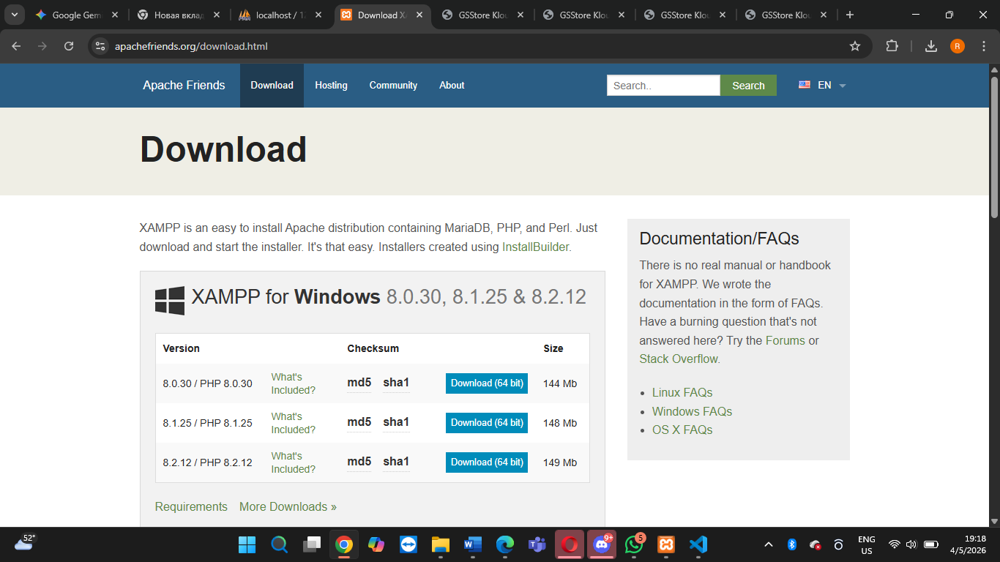 Google Gem
Новая вклад
localhost / 12
Download X
GSStore Klou
GSStore Klou
GSStore Klou
GSStore Klou
apachefriends.org/download.html
R
Apache Friends
Download
Hosting
Community
About
Search..
Search
EN
Download
XAMPP is an easy to install Apache distribution containing MariaDB, PHP, and Perl. Just
download and start the installer. It's that easy. Installers created using InstallBuilder.
XAMPP for Windows 8.0.30, 8.1.25 & 8.2.12
Version Checksum Size
8.0.30 / PHP 8.0.30 What's Included? md5 sha1 Download (64 bit) 144 Mb
8.1.25 / PHP 8.1.25 What's Included? md5 sha1 Download (64 bit) 148 Mb
8.2.12 / PHP 8.2.12 What's Included? md5 sha1 Download (64 bit) 149 Mb
Requirements More Downloads »
Documentation/FAQs
There is no real manual or handbook
for XAMPP. We wrote the
documentation in the form of FAQs.
Have a burning question that's not
answered here? Try the Forums or
Stack Overflow.
Linux FAQs
Windows FAQs
OS X FAQs
52°
9+
5
ENG
US
19:18
4/5/2026